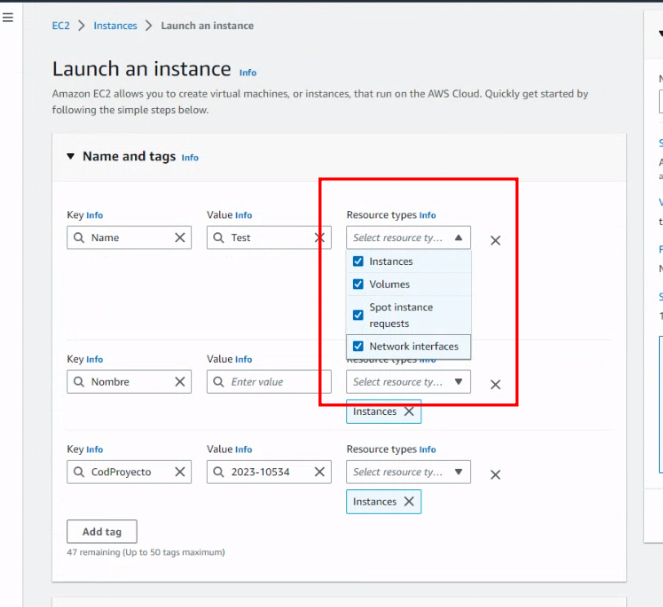 EC2 > Instances > Launch an instance
Launch an instance Info
Amazon EC2 allows you to create virtual machines, or instances, that run on the AWS Cloud. Quickly get started by
following the simple steps below.
Name and tags Info
Key Info Value Info Resource types Info
Name Test Select resource ty...
Instances
Volumes
Spot instance
requests
Network interfaces
Key Info Value Info Resource types Info
Nombre Enter value Select resource ty...
Instances
Key Info Value Info Resource types Info
CodProyecto 2023-10534 Select resource ty...
Instances
Add tag
47 remaining (Up to 50 tags maximum)